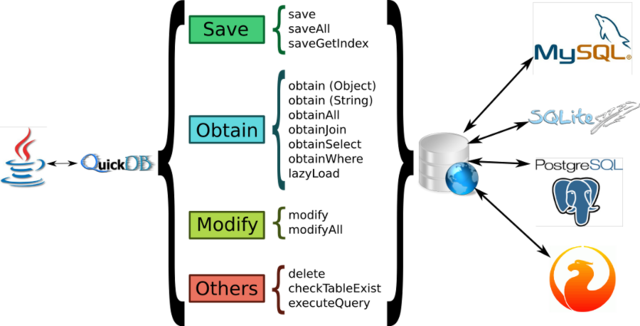 QuickDB
Save
save
saveAll
saveGetIndex
Obtain
obtain (Object)
obtain (String)
obtainAll
obtainJoin
obtainSelect
obtainWhere
lazyLoad
Modify
modify
modifyAll
Others
delete
checkTableExist
executeQuery
MySQL®
SQLite
PostgreSQL